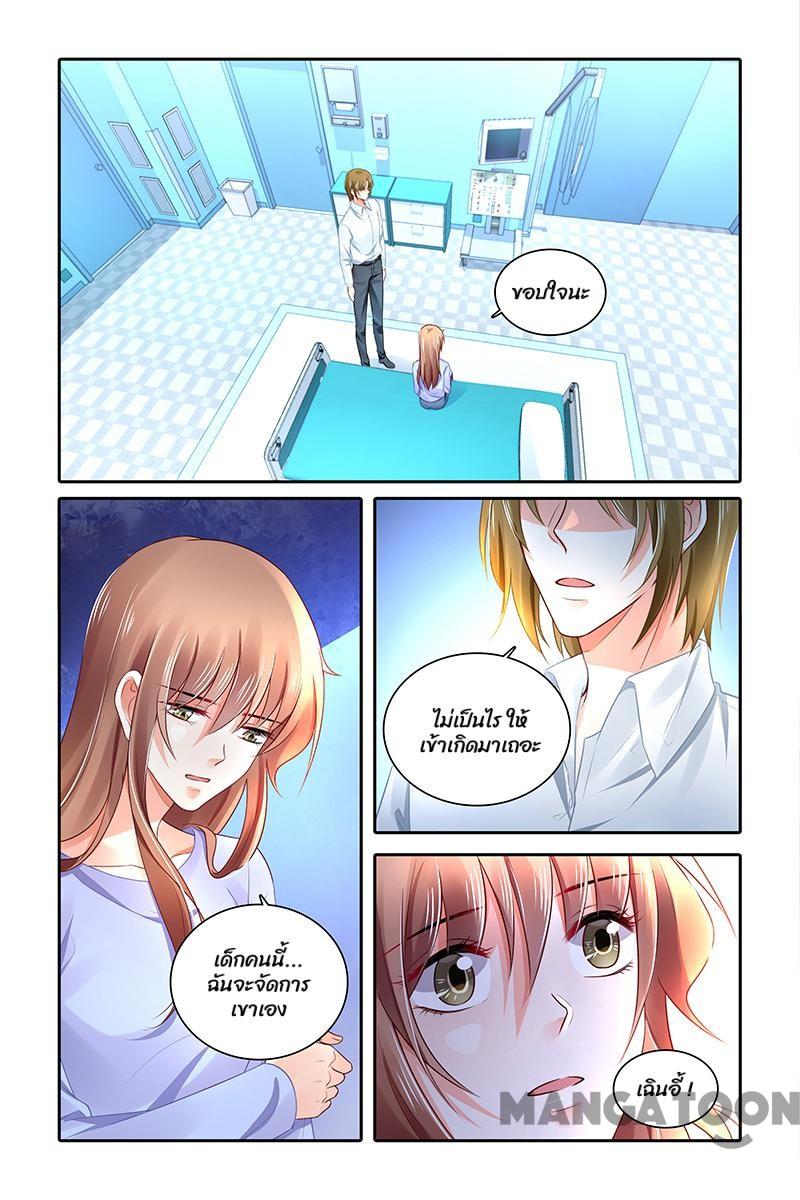 ขอบใจนะ
เด็กคนนี้...
ฉันจะจัดการ
เขาเอง
ไม่เป็นไร ให้
เข้าเกิดมาเถอะ
เฉินอี้ !
MANGATOON